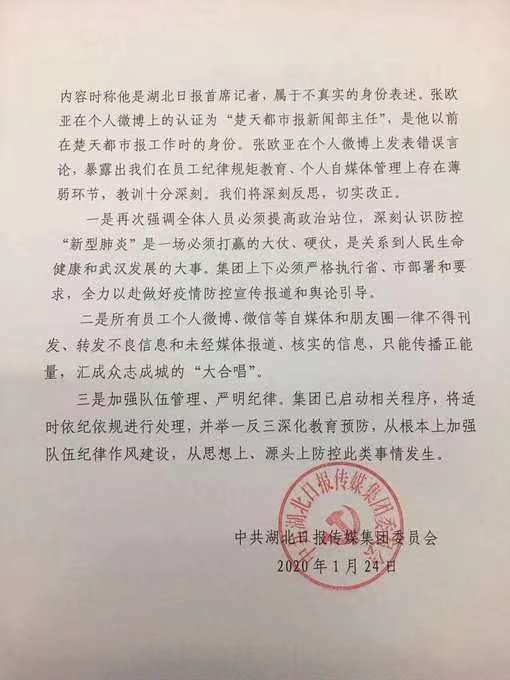 内容时称他是湖北日报首席记者，属于不真实的身份表述。张欧
亚在个人微博上的认证为“楚天都市报新闻部主任”，是他以前
在楚天都市报工作时的身份。张欧亚在个人微博上发表错误言
论，暴露出我们在员工纪律规矩教育、个人自媒体管理上存在薄
弱环节，教训十分深刻。我们将深刻反思，切实改正。
一是再次强调全体人员必须提高政治站位，深刻认识防控
“新型肺炎”是一场必须打赢的大仗、硬仗，是关系到人民生命
健康和武汉发展的大事。集团上下必须严格执行省、市部署和要
求，全力以赴做好疫情防控宣传报道和舆论引导。
二是所有员工个人微博、微信等自媒体和朋友圈一律不得刊
发、转发不良信息和未经媒体报道、核实的信息，只能传播正能
量，汇成众志成城的“大合唱”。
三是加强队伍管理、严明纪律。集团已启动相关程序，将适
时依纪依规进行处理，并举一反三深化教育预防，从根本上加强
队伍纪律作风建设，从思想上、源头上防控此类事情发生。
中共湖北日报传媒集团委员会
中共湖北日报传媒集团委员会
2020年1月24日